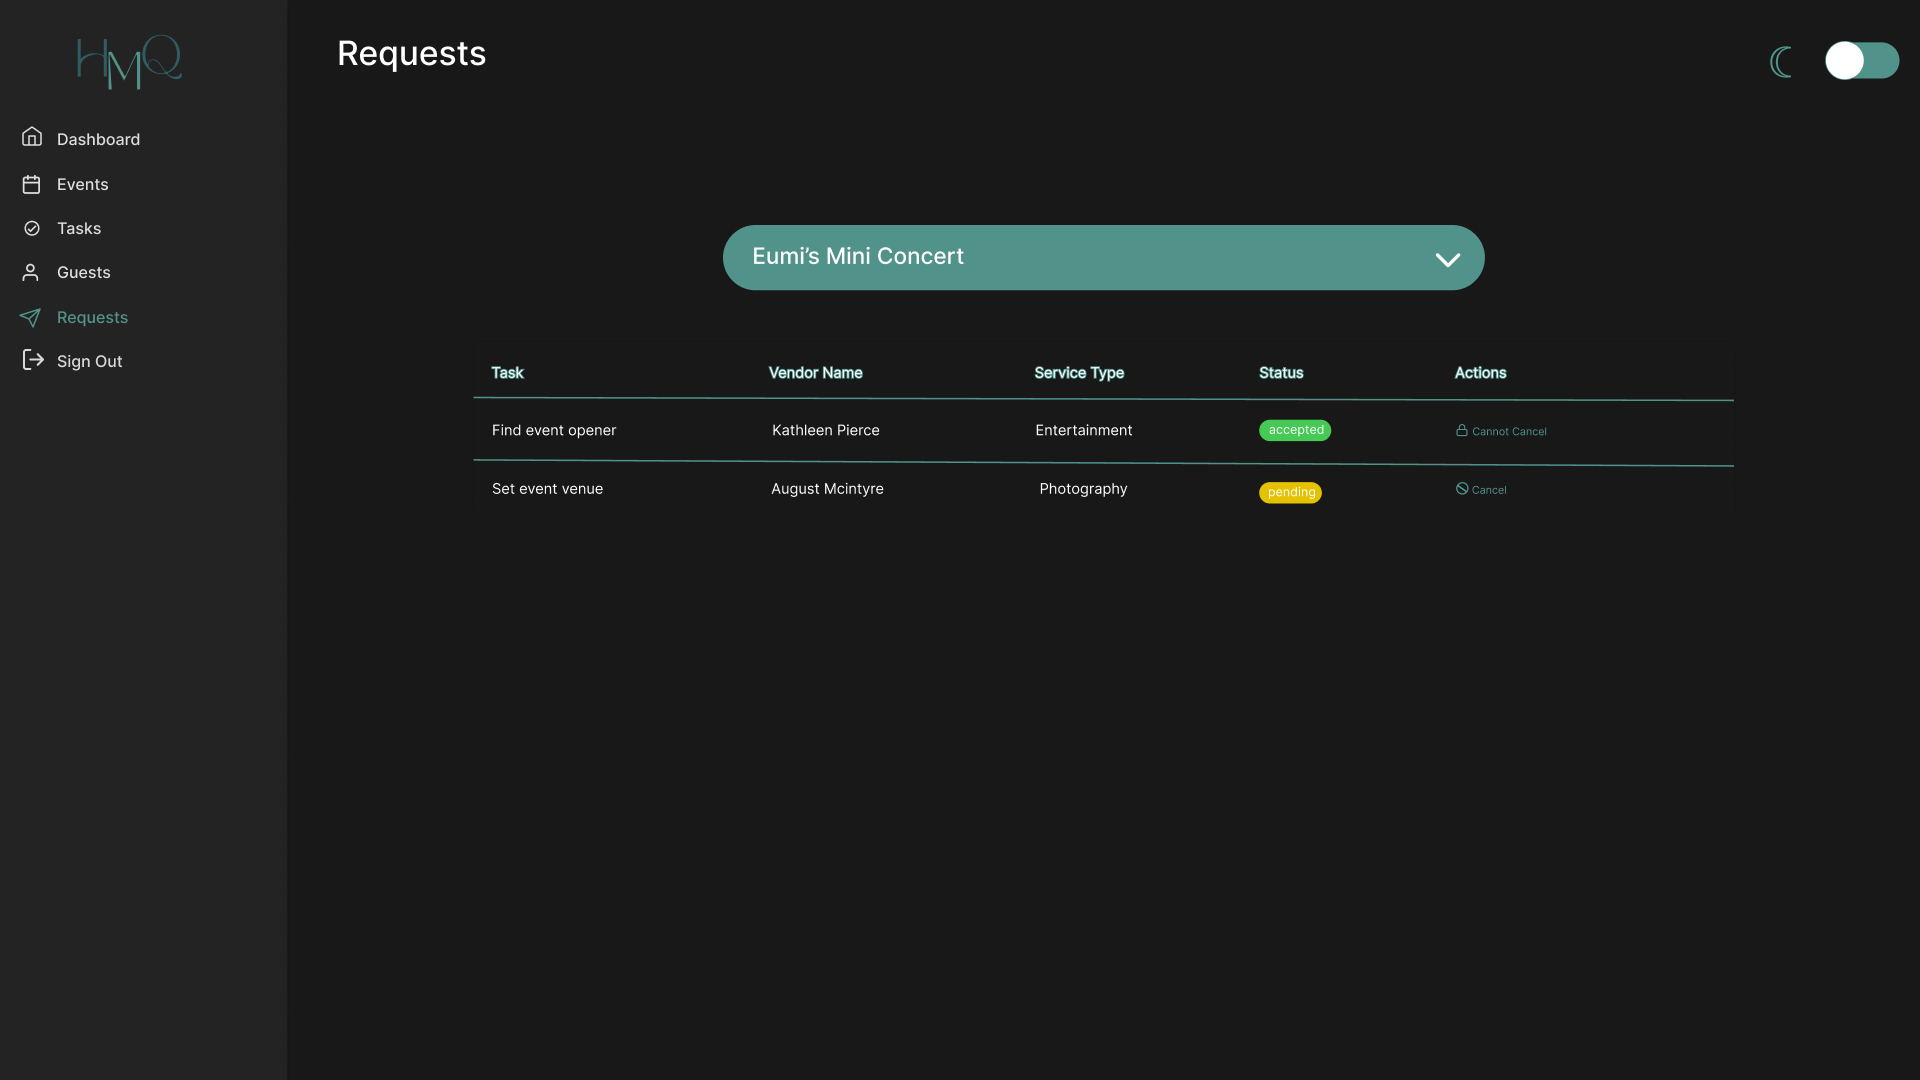 HMQ
Requests
Dashboard
Events
Tasks
Guests
Requests
Sign Out
Eumi’s Mini Concert
Task Vendor Name Service Type Status Actions
Find event opener Kathleen Pierce Entertainment accepted Cannot Cancel
Set event venue August Mcintyre Photography pending Cancel